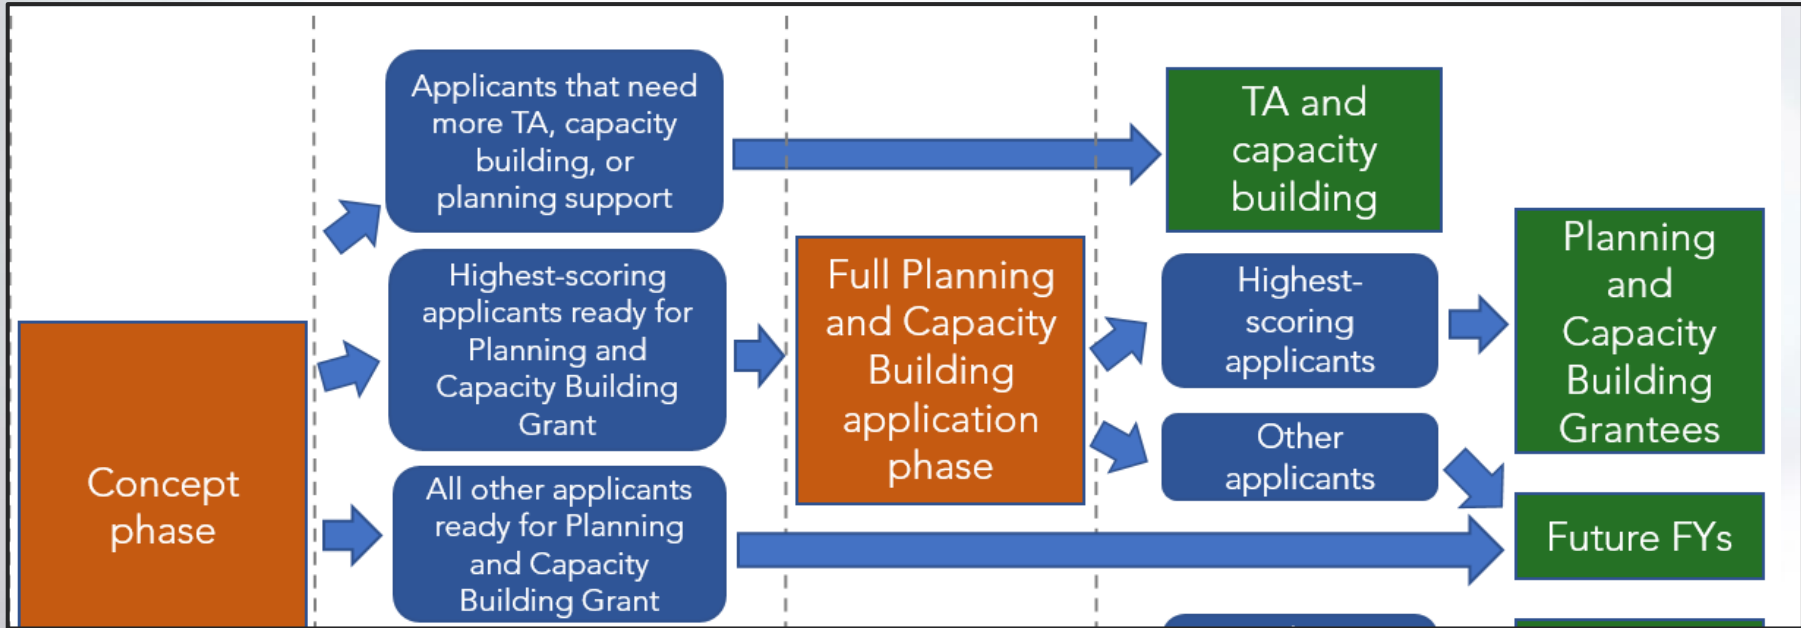 Concept
phase
Applicants that need
more TA, capacity
building, or
planning support
Highest-scoring
applicants ready for
Planning and
Capacity Building
Grant
All other applicants
ready for Planning
and Capacity
Building Grant
Full Planning
and Capacity
Building
application
phase
TA and
capacity
building
Highest-
scoring
applicants
Other
applicants
Planning
and
Capacity
Building
Grantees
Future FYs